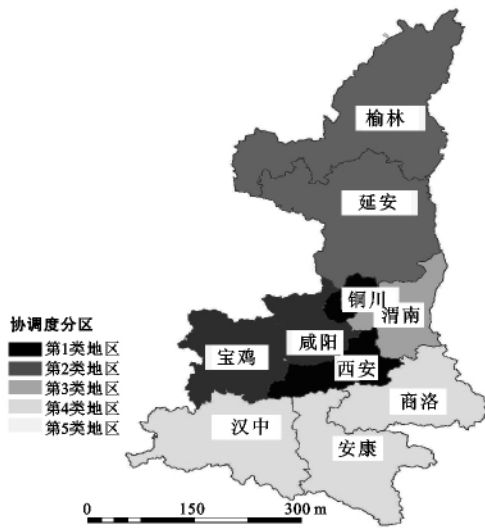 榆林
延安
铜川
渭南
协调度分区
第1类地区
第2类地区
第3类地区
第4类地区
第5类地区
咸阳
宝鸡
西安
商洛
汉中
安康
0 150 300 m